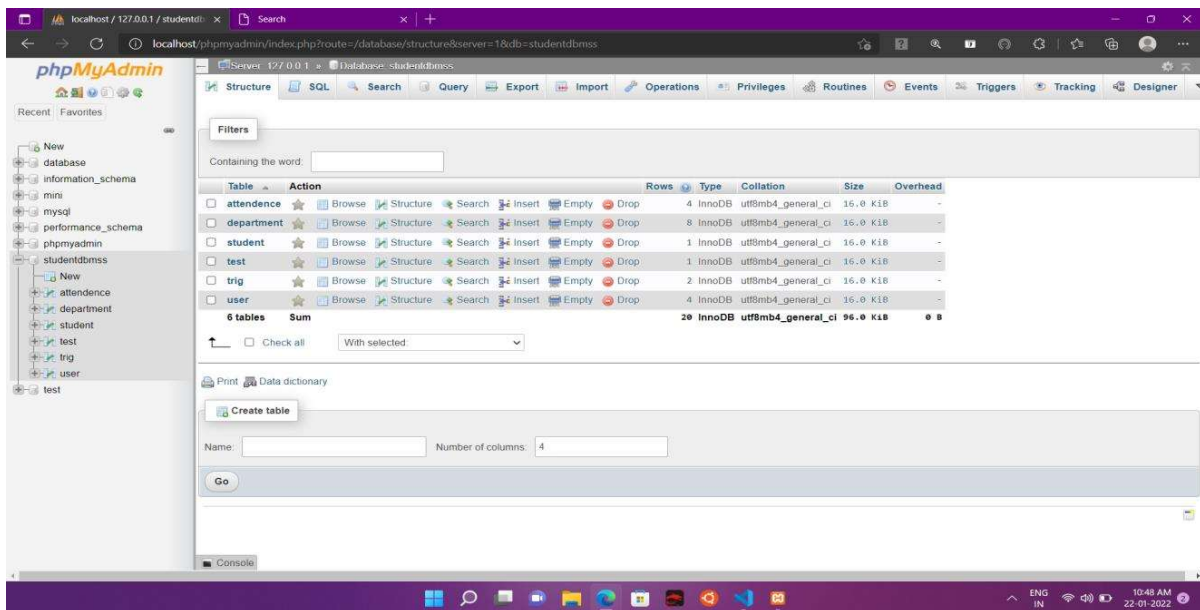 localhost / 127.0.0.1 / studentdb
Search
localhost/phpmyadmin/index.php?route=/database/structure&server=1&db=studentdbmss
phpMyAdmin
Recent Favorites
New
database
information_schema
mini
mysql
performance_schema
phpmyadmin
studentdbmss
New
attendence
department
student
test
trig
user
test
Server: 127.0.0.1 » Database: studentdbmss
Structure SQL Search Query Export Import Operations Privileges Routines Events Triggers Tracking Designer
Filters
Containing the word:
Table Action Rows Type Collation Size Overhead
attendence Browse Structure Search Insert Empty Drop 4 InnoDB utf8mb4_general_ci 16.0 KiB -
department Browse Structure Search Insert Empty Drop 8 InnoDB utf8mb4_general_ci 16.0 KiB -
student Browse Structure Search Insert Empty Drop 1 InnoDB utf8mb4_general_ci 16.0 KiB -
test Browse Structure Search Insert Empty Drop 1 InnoDB utf8mb4_general_ci 16.0 KiB -
trig Browse Structure Search Insert Empty Drop 2 InnoDB utf8mb4_general_ci 16.0 KiB -
user Browse Structure Search Insert Empty Drop 4 InnoDB utf8mb4_general_ci 16.0 KiB -
6 tables Sum 20 InnoDB utf8mb4_general_ci 96.0 KiB 0 B
Check all With selected:
Print Data dictionary
Create table
Name: Number of columns: 4
Go
Console
ENG
IN
10:48 AM
22-01-2022
2